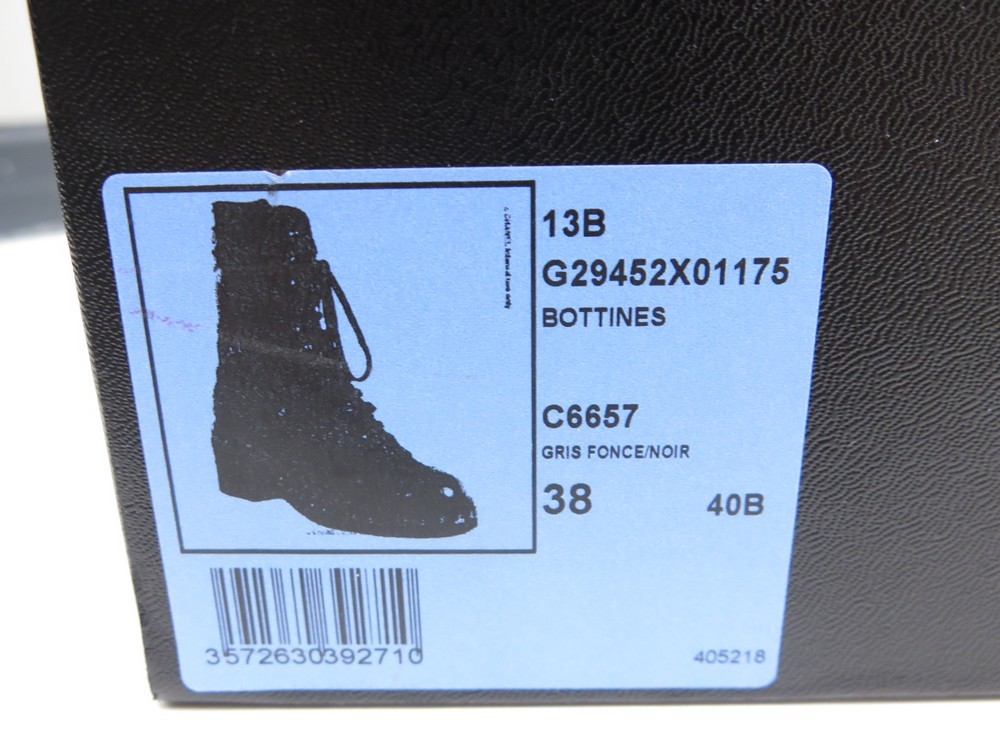 13B
G29452X01175
BOTTINES
C6657
GRIS FONCE/NOIR
38 40B
3572630392710
405218